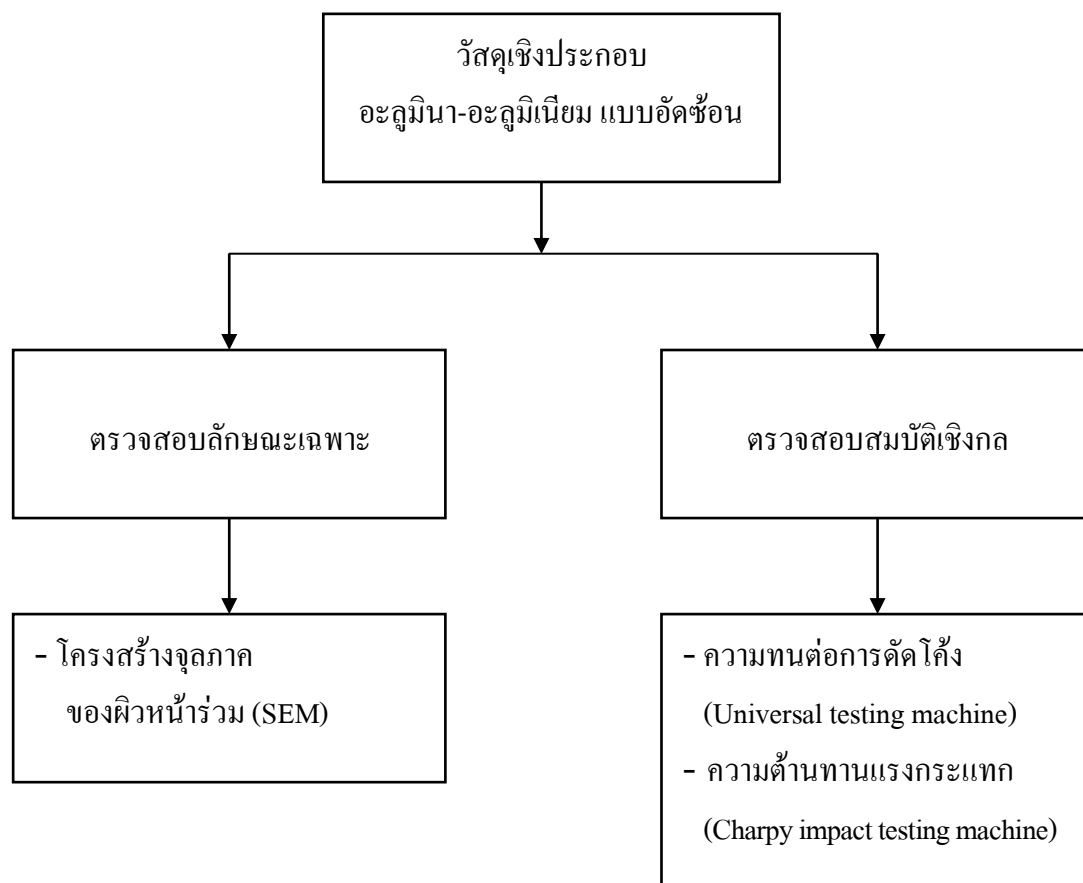 วัสดุเชิงประกอบ
อะลูมินา-อะลูมิเนียม แบบอัดซ้อน
ตรวจสอบลักษณะเฉพาะ
ตรวจสอบสมบัติเชิงกล
- โครงสร้างจุลภาค
ของผิวหน้าร่วม (SEM)
- ความทนต่อการดัดโค้ง
(Universal testing machine)
- ความต้านทานแรงกระแทก
(Charpy impact testing machine)